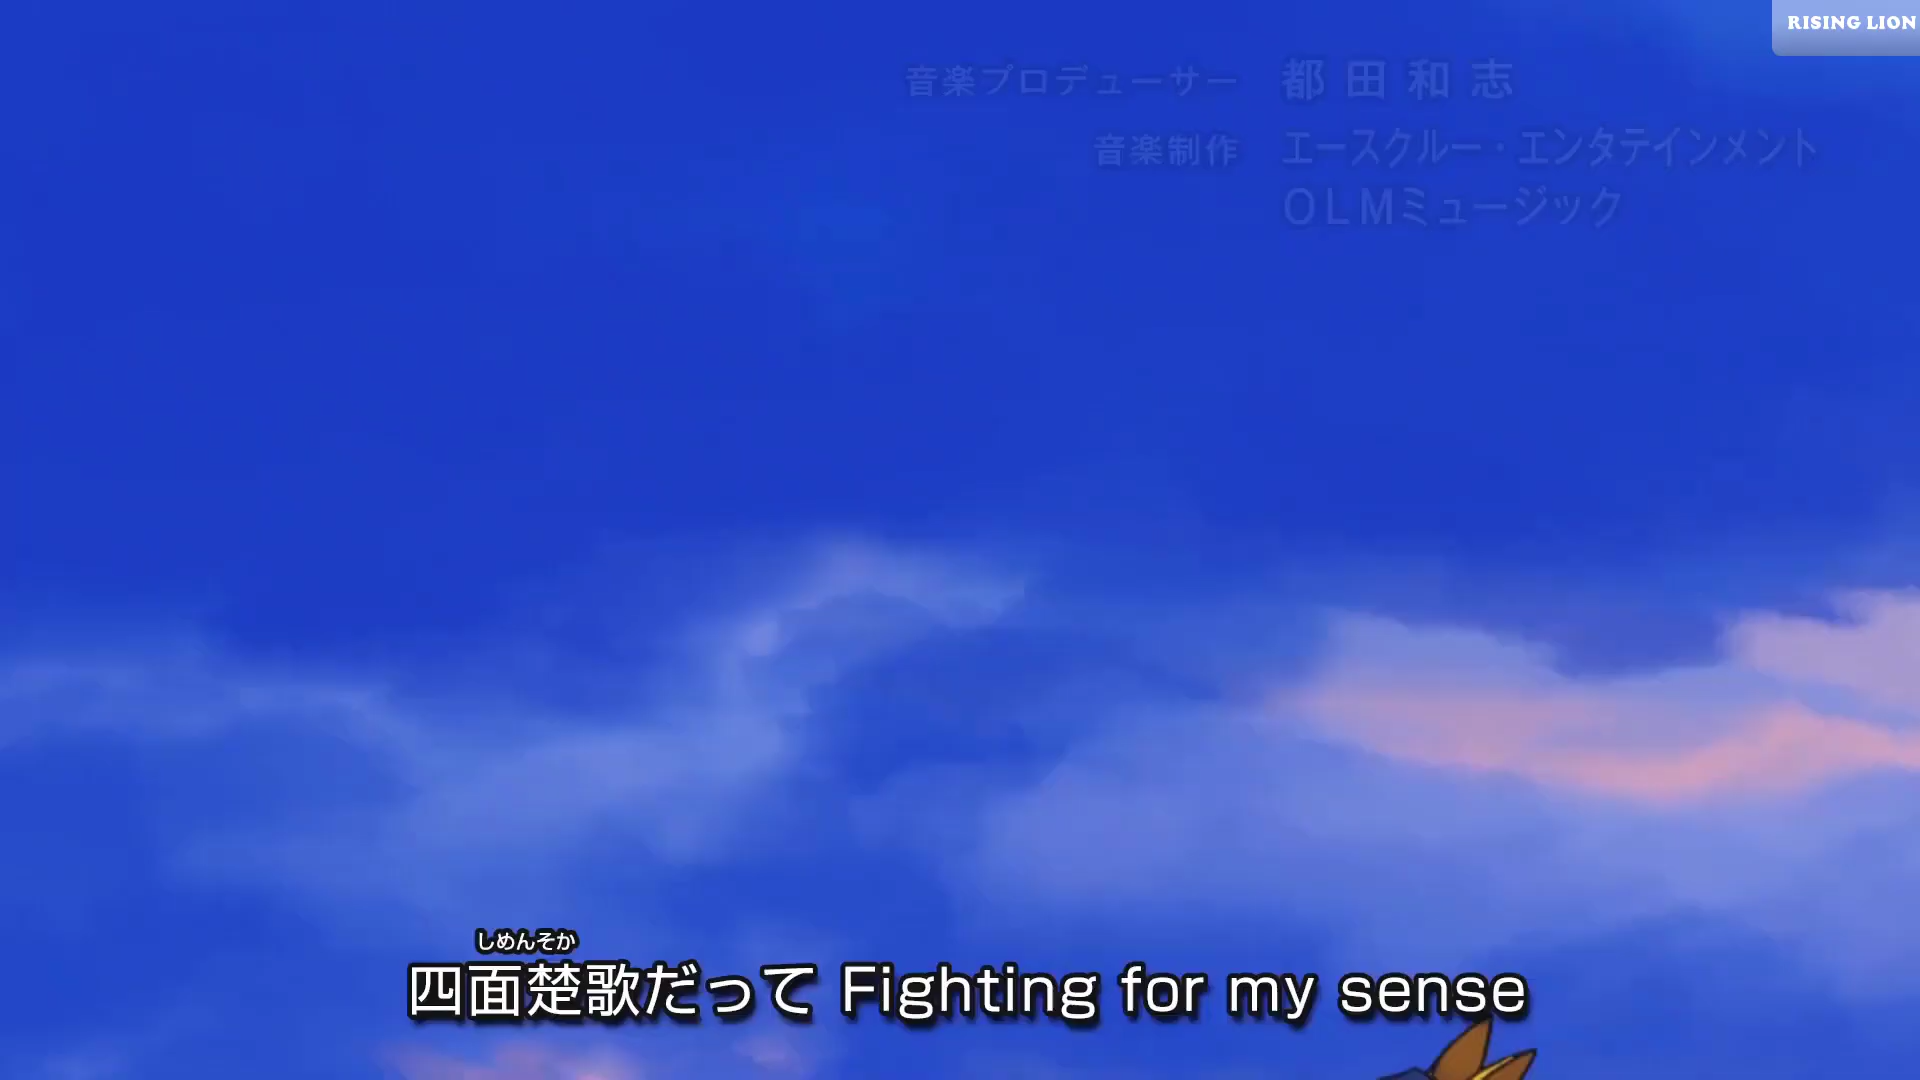 RISING LION
音楽プロデューサー 都田和志
音楽制作 エースクルー・エンタテインメント
OLMミュージック
しめんそか
四面楚歌だって Fighting for my sense